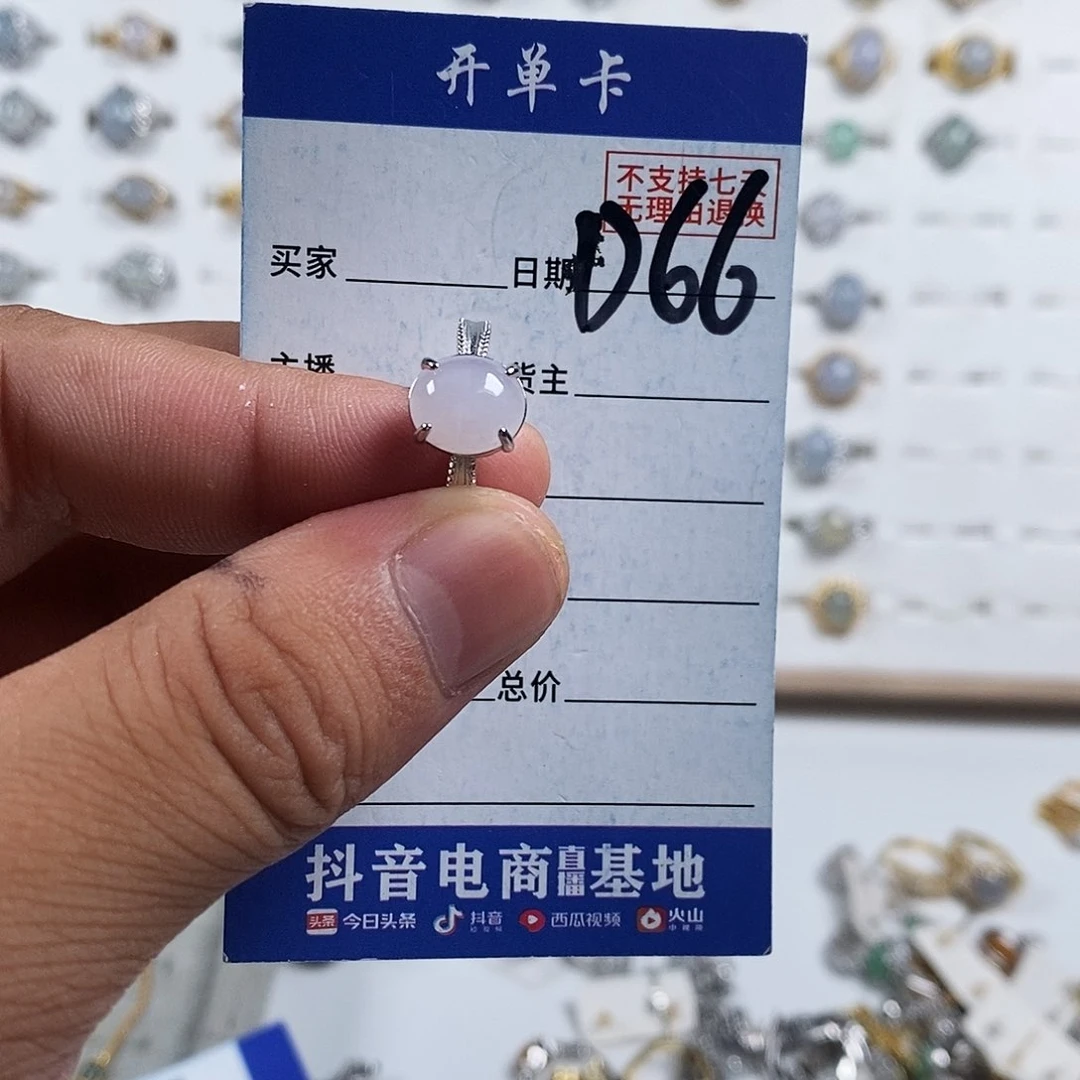 开单卡
不支持七天
无理由退换
D66
买家 日期
主播 货主
总价
抖音电商直播基地
头条 今日头条 抖音 西瓜视频 火山